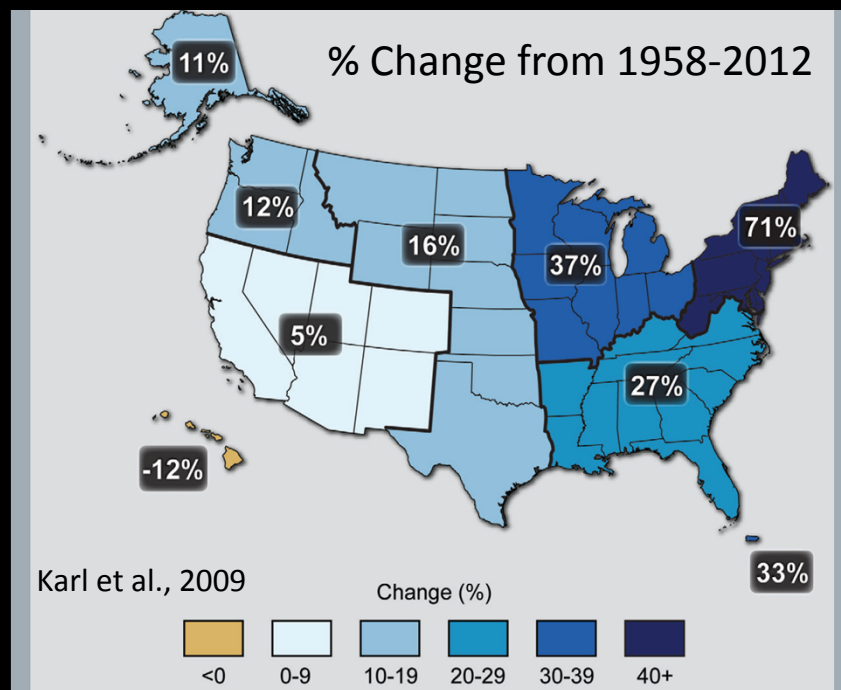 % Change from 1958-2012
11%
12%
16%
37%
71%
5%
27%
-12%
33%
Karl et al., 2009
Change (%)
<0 0-9 10-19 20-29 30-39 40+